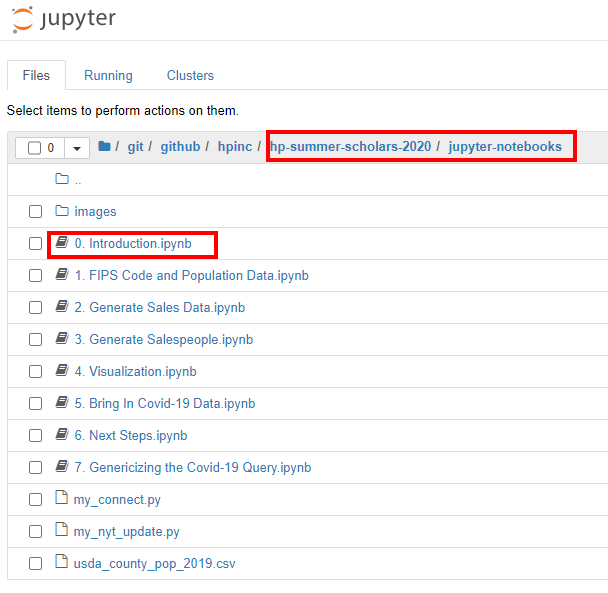 jupyter
Files Running Clusters
Select items to perform actions on them.
0 / git / github / hpinc / hp-summer-scholars-2020 / jupyter-notebooks
..
images
0. Introduction.ipynb
1. FIPS Code and Population Data.ipynb
2. Generate Sales Data.ipynb
3. Generate Salespeople.ipynb
4. Visualization.ipynb
5. Bring In Covid-19 Data.ipynb
6. Next Steps.ipynb
7. Genericizing the Covid-19 Query.ipynb
my_connect.py
my_nyt_update.py
usda_county_pop_2019.csv